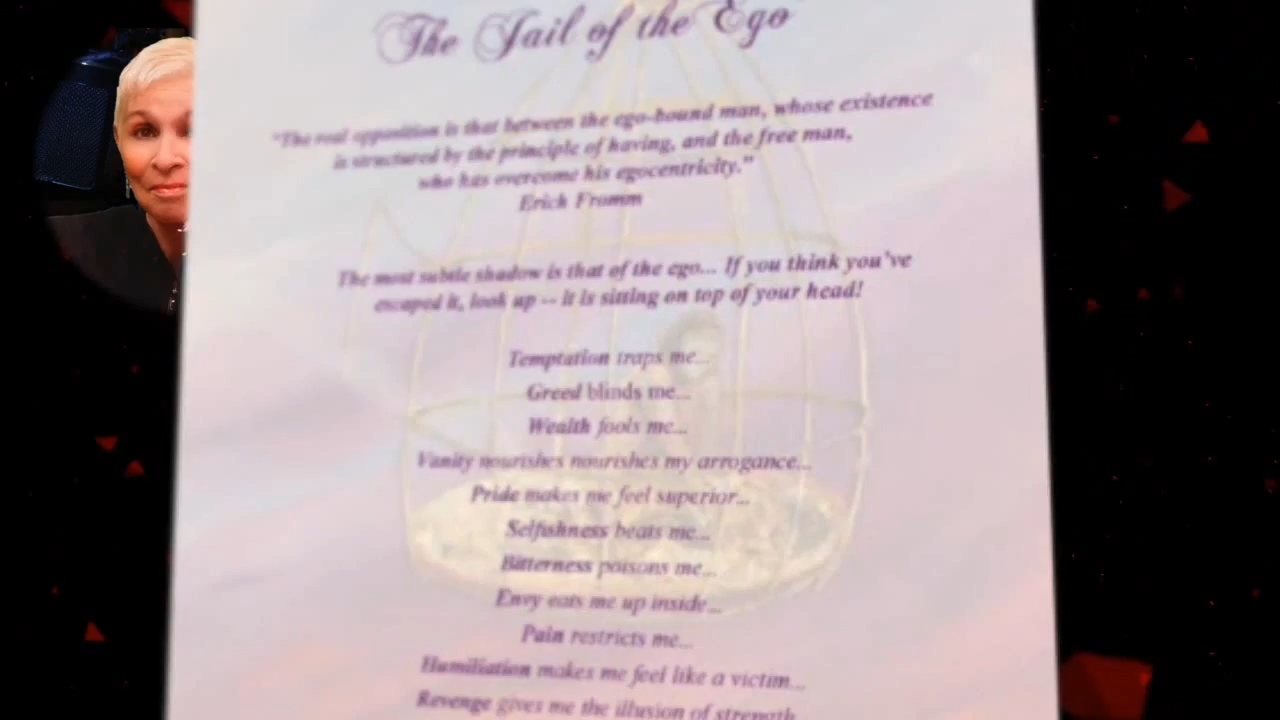 The Jail of the Ego
"The real opposition is that between the ego-bound man, whose existence
is structured by the principle of having, and the free man,
who has overcome his egocentricity."
Erich Fromm
The most subtle shadow is that of the ego... If you think you've
escaped it, look up -- it is sitting on top of your head!
Temptation traps me...
Greed blinds me...
Wealth fools me...
Vanity nourishes nourishes my arrogance...
Pride makes me feel superior...
Selfishness beats me...
Bitterness poisons me...
Envy eats me up inside...
Pain restricts me...
Humiliation makes me feel like a victim...
Revenge gives me the illusion of strength